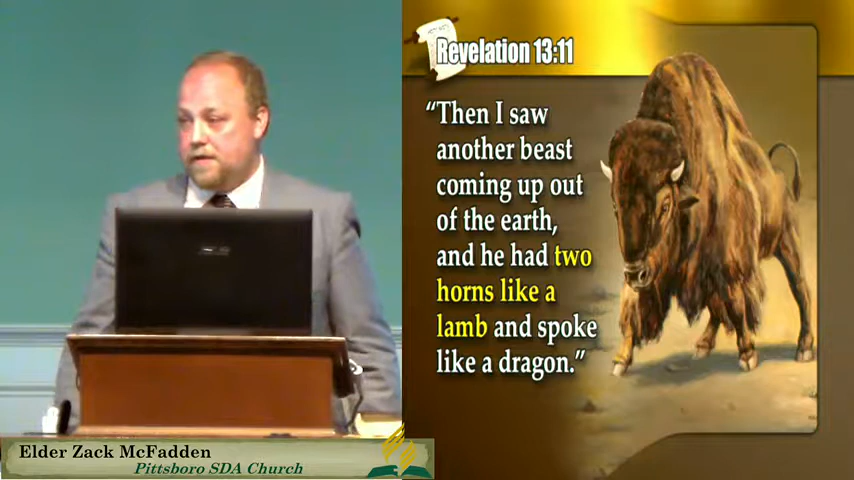 Revelation 13:11
“Then I saw
another beast
coming up out
of the earth,
and he had two
horns like a
lamb and spoke
like a dragon.”
Elder Zack McFadden
Pittsboro SDA Church